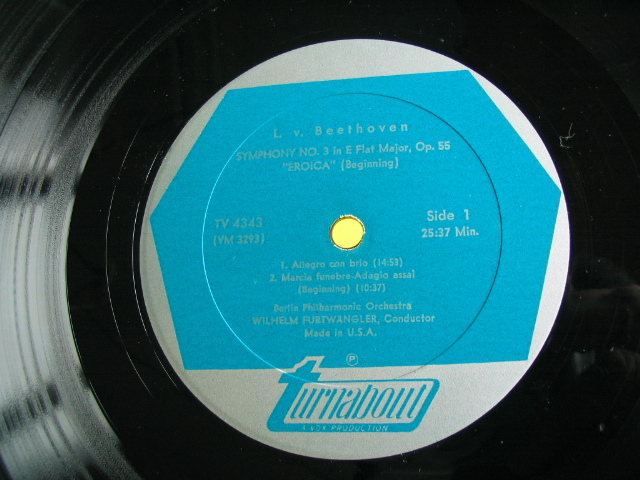 L. v. Beethoven
SYMPHONY NO. 3 in E Flat Major, Op. 55
"EROICA" (Beginning)
TV 4343
(VM 3293)
Side 1
25:37 Min.
1. Allegro con brio (14:53)
2. Marcia funebre-Adagio assai
(Beginning) (10:37)
Berlin Philharmonic Orchestra
WILHELM FURTWANGLER, Conductor
Made in U.S.A.
℗
turnabout
A VOX PRODUCTION